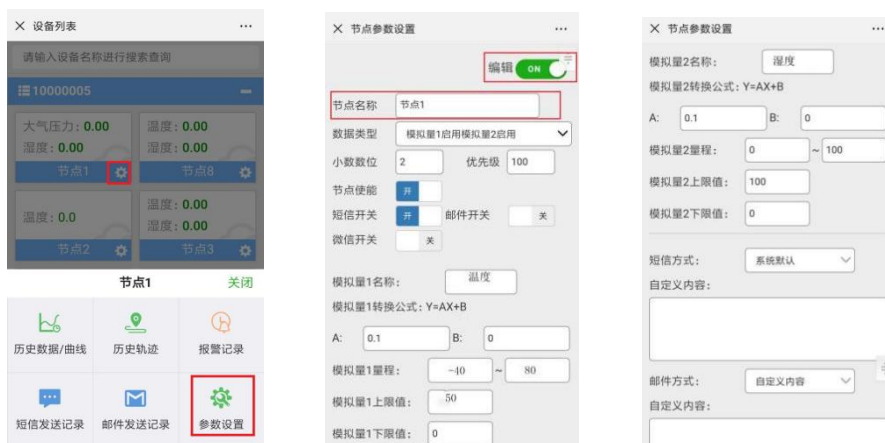 × 设备列表 ...
请输入设备名称进行搜索查询
10000005
大气压力: 0.00
湿度: 0.00
节点1
温度: 0.00
湿度: 0.00
节点8
温度: 0.0
节点2
温度: 0.00
湿度: 0.00
节点3
节点1 关闭
历史数据/曲线 历史轨迹 报警记录
短信发送记录 邮件发送记录 参数设置
× 节点参数设置 ...
编辑 ON
节点名称 节点1
数据类型 模拟量1启用模拟量2启用
小数数位 2 优先级 100
节点使能 开
短信开关 开 邮件开关 关
微信开关 关
模拟量1名称: 温度
模拟量1转换公式: Y=AX+B
A: 0.1 B: 0
模拟量1量程: -40 ~ 80
模拟量1上限值: 50
模拟量1下限值: 0
× 节点参数设置 ...
模拟量2名称: 湿度
模拟量2转换公式: Y=AX+B
A: 0.1 B: 0
模拟量2量程: 0 ~ 100
模拟量2上限值: 100
模拟量2下限值: 0
短信方式: 系统默认
自定义内容:
邮件方式: 自定义内容
自定义内容: